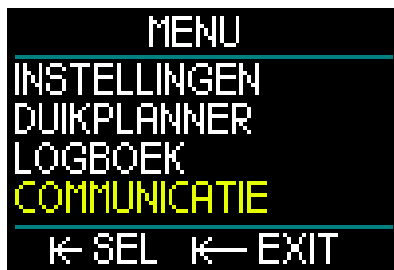 MENU
INSTELLINGEN
DUIKPLANNER
LOGBOEK
COMMUNICATIE
SEL EXIT